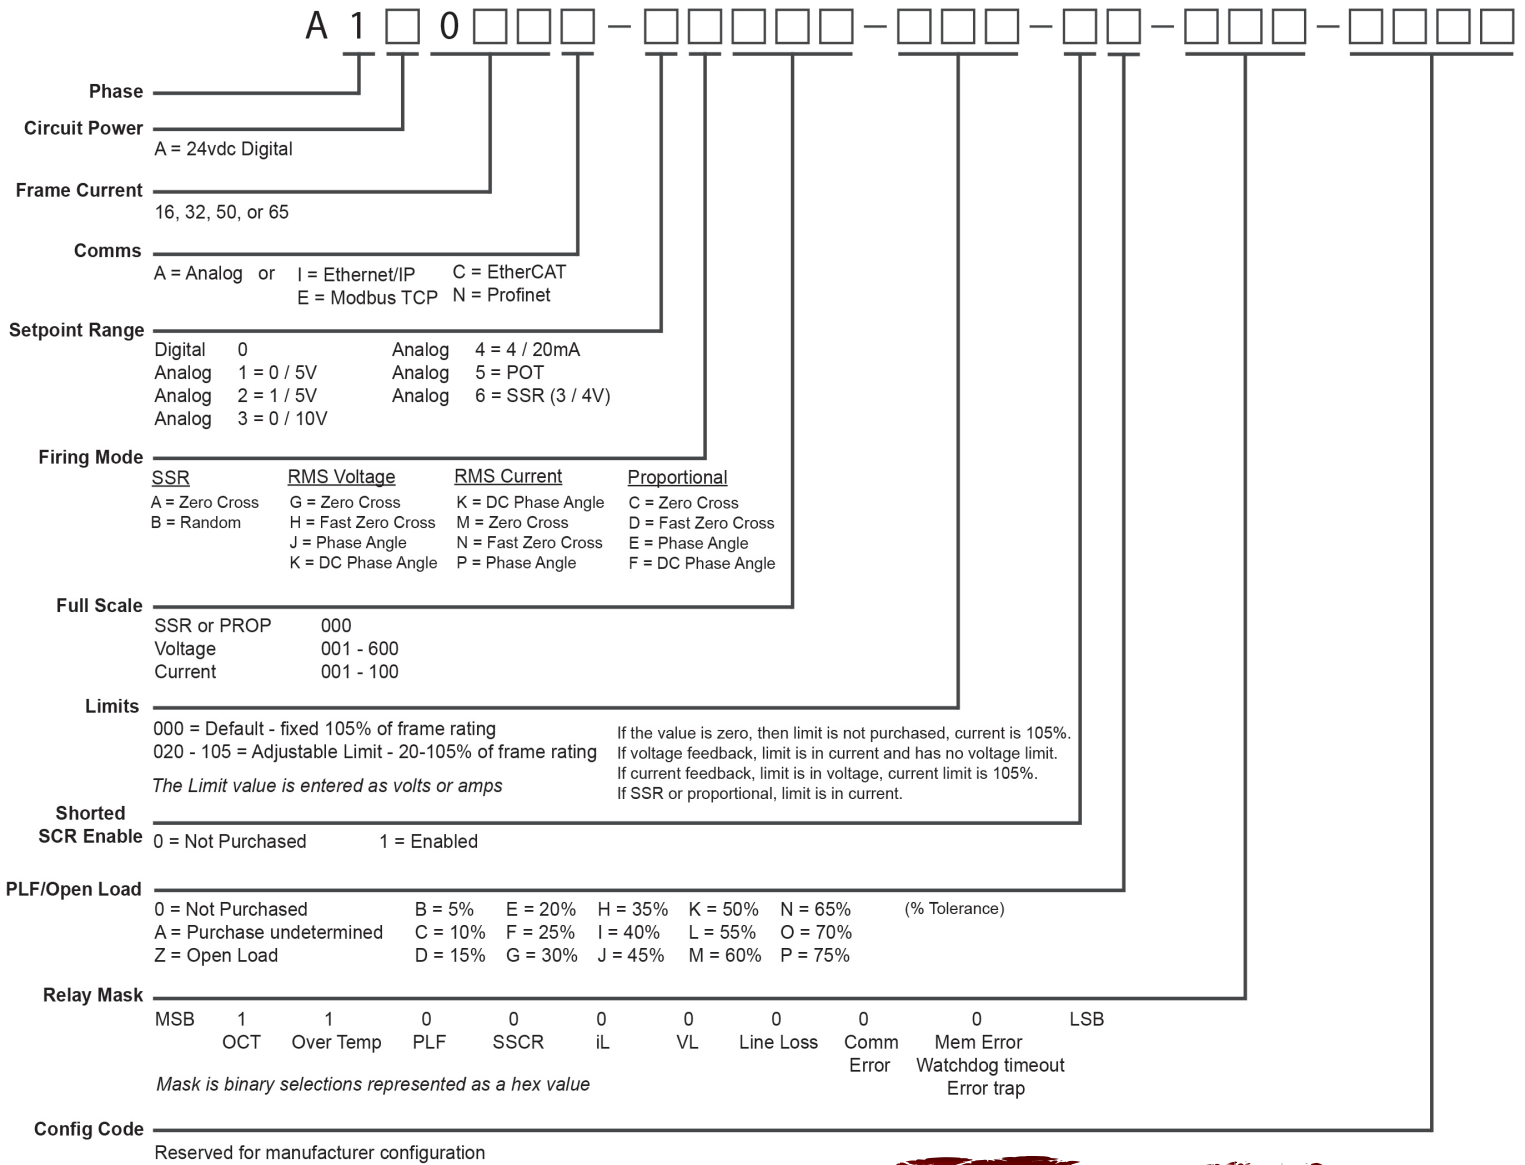 A 1 0 – – – – –
Phase
Circuit Power
A = 24vdc Digital
Frame Current
16, 32, 50, or 65
Comms
A = Analog or I = Ethernet/IP C = EtherCAT
E = Modbus TCP N = Profinet
Setpoint Range
Digital 0 Analog 4 = 4 / 20mA
Analog 1 = 0 / 5V Analog 5 = POT
Analog 2 = 1 / 5V Analog 6 = SSR (3 / 4V)
Analog 3 = 0 / 10V
Firing Mode
SSR RMS Voltage RMS Current Proportional
A = Zero Cross G = Zero Cross K = DC Phase Angle C = Zero Cross
B = Random H = Fast Zero Cross M = Zero Cross D = Fast Zero Cross
J = Phase Angle N = Fast Zero Cross E = Phase Angle
K = DC Phase Angle P = Phase Angle F = DC Phase Angle
Full Scale
SSR or PROP 000
Voltage 001 - 600
Current 001 - 100
Limits
000 = Default - fixed 105% of frame rating
020 - 105 = Adjustable Limit - 20-105% of frame rating
The Limit value is entered as volts or amps
If the value is zero, then limit is not purchased, current is 105%.
If voltage feedback, limit is in current and has no voltage limit.
If current feedback, limit is in voltage, current limit is 105%.
If SSR or proportional, limit is in current.
Shorted
SCR Enable
0 = Not Purchased 1 = Enabled
PLF/Open Load
0 = Not Purchased B = 5% E = 20% H = 35% K = 50% N = 65% (% Tolerance)
A = Purchase undetermined C = 10% F = 25% I = 40% L = 55% O = 70%
Z = Open Load D = 15% G = 30% J = 45% M = 60% P = 75%
Relay Mask
MSB 1 1 0 0 0 0 0 0 0 LSB
OCT Over Temp PLF SSCR iL VL Line Loss Comm Mem Error
Error Watchdog timeout
Error trap
Mask is binary selections represented as a hex value
Config Code
Reserved for manufacturer configuration